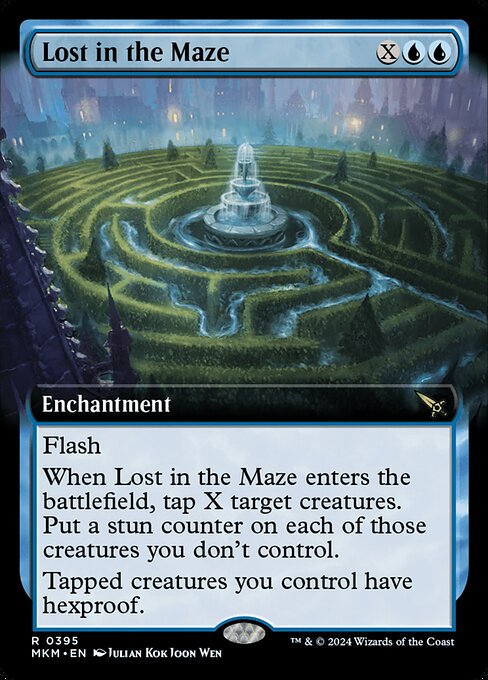 Lost in the Maze X
Enchantment
Flash
When Lost in the Maze enters the
battlefield, tap X target creatures.
Put a stun counter on each of those
creatures you don't control.
Tapped creatures you control have
hexproof.
R 0395
MKM • EN Julian Kok Joon Wen
™ & © 2024 Wizards of the Coast